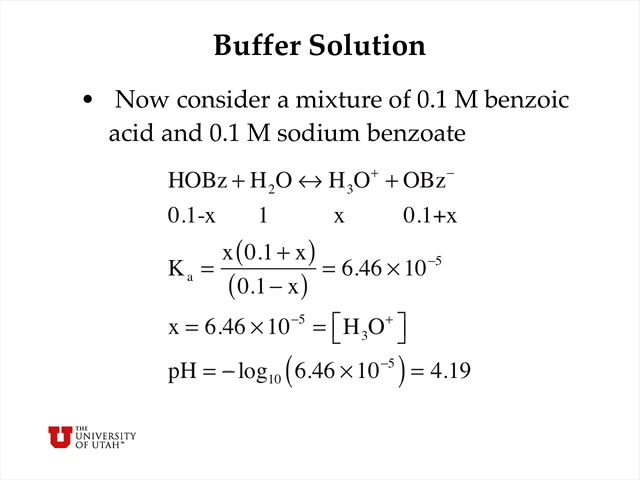 Buffer Solution
• Now consider a mixture of 0.1 M benzoic
acid and 0.1 M sodium benzoate
HOBz + H₂O ↔ H₃O⁺ + OBz⁻
0.1-x 1 x 0.1+x
Kₐ = x(0.1 + x) / (0.1 − x) = 6.46 × 10⁻⁵
x = 6.46 × 10⁻⁵ = [H₃O⁺]
pH = − log₁₀ (6.46 × 10⁻⁵) = 4.19
THE
UNIVERSITY
OF UTAH™